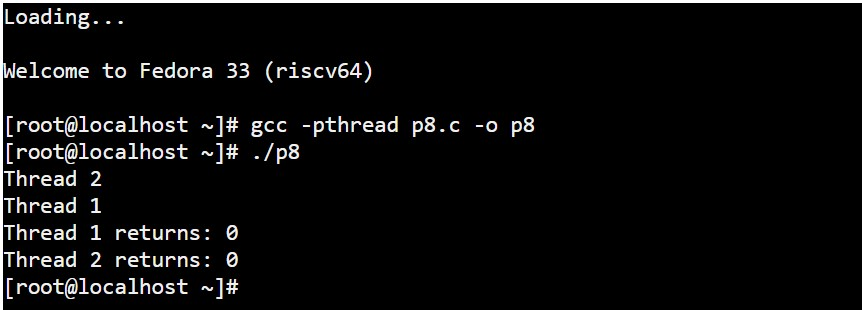 Loading...
Welcome to Fedora 33 (riscv64)
[root@localhost ~]# gcc -pthread p8.c -o p8
[root@localhost ~]# ./p8
Thread 2
Thread 1
Thread 1 returns: 0
Thread 2 returns: 0
[root@localhost ~]#